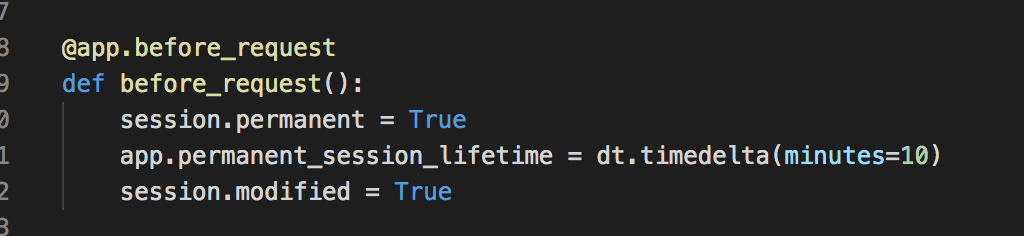 7
8 @app.before_request
9 def before_request():
0 session.permanent = True
1 app.permanent_session_lifetime = dt.timedelta(minutes=10)
2 session.modified = True
3